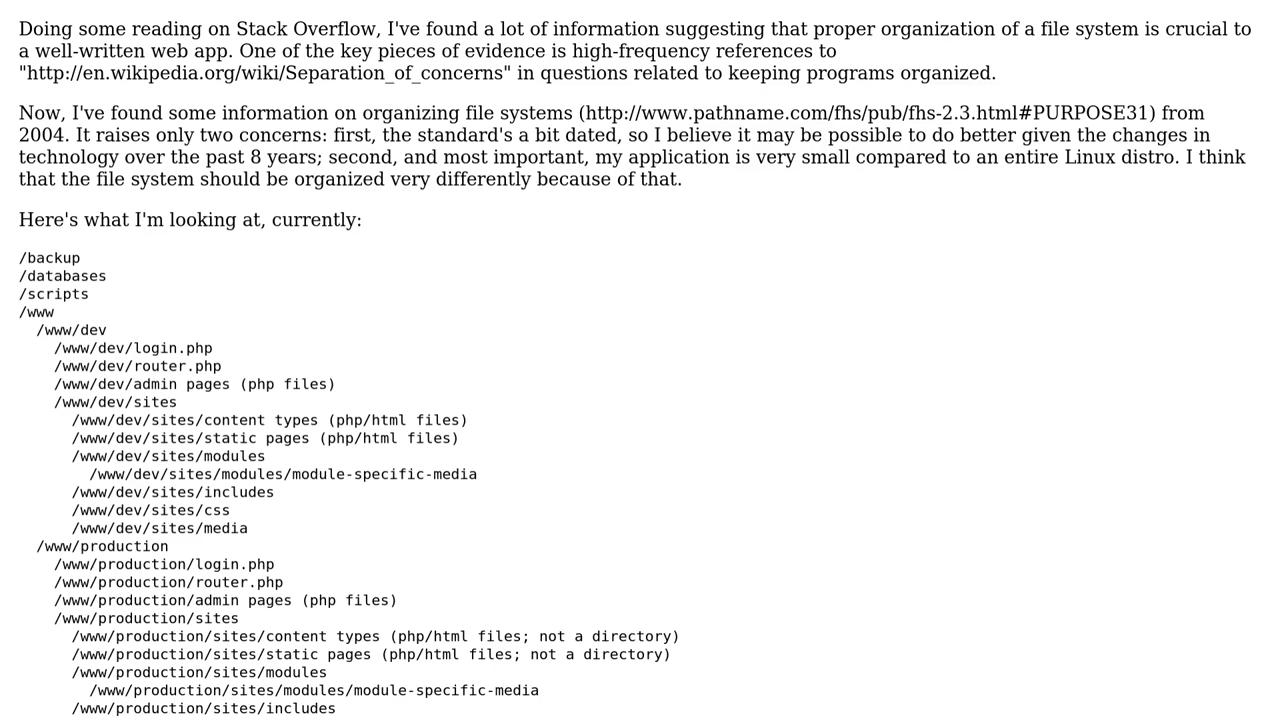 Doing some reading on Stack Overflow, I've found a lot of information suggesting that proper organization of a file system is crucial to
a well-written web app. One of the key pieces of evidence is high-frequency references to
"http://en.wikipedia.org/wiki/Separation_of_concerns" in questions related to keeping programs organized.
Now, I've found some information on organizing file systems (http://www.pathname.com/fhs/pub/fhs-2.3.html#PURPOSE31) from
2004. It raises only two concerns: first, the standard's a bit dated, so I believe it may be possible to do better given the changes in
technology over the past 8 years; second, and most important, my application is very small compared to an entire Linux distro. I think
that the file system should be organized very differently because of that.
Here's what I'm looking at, currently:
/backup
/databases
/scripts
/www
/www/dev
/www/dev/login.php
/www/dev/router.php
/www/dev/admin pages (php files)
/www/dev/sites
/www/dev/sites/content types (php/html files)
/www/dev/sites/static pages (php/html files)
/www/dev/sites/modules
/www/dev/sites/modules/module-specific-media
/www/dev/sites/includes
/www/dev/sites/css
/www/dev/sites/media
/www/production
/www/production/login.php
/www/production/router.php
/www/production/admin pages (php files)
/www/production/sites
/www/production/sites/content types (php/html files; not a directory)
/www/production/sites/static pages (php/html files; not a directory)
/www/production/sites/modules
/www/production/sites/modules/module-specific-media
/www/production/sites/includes